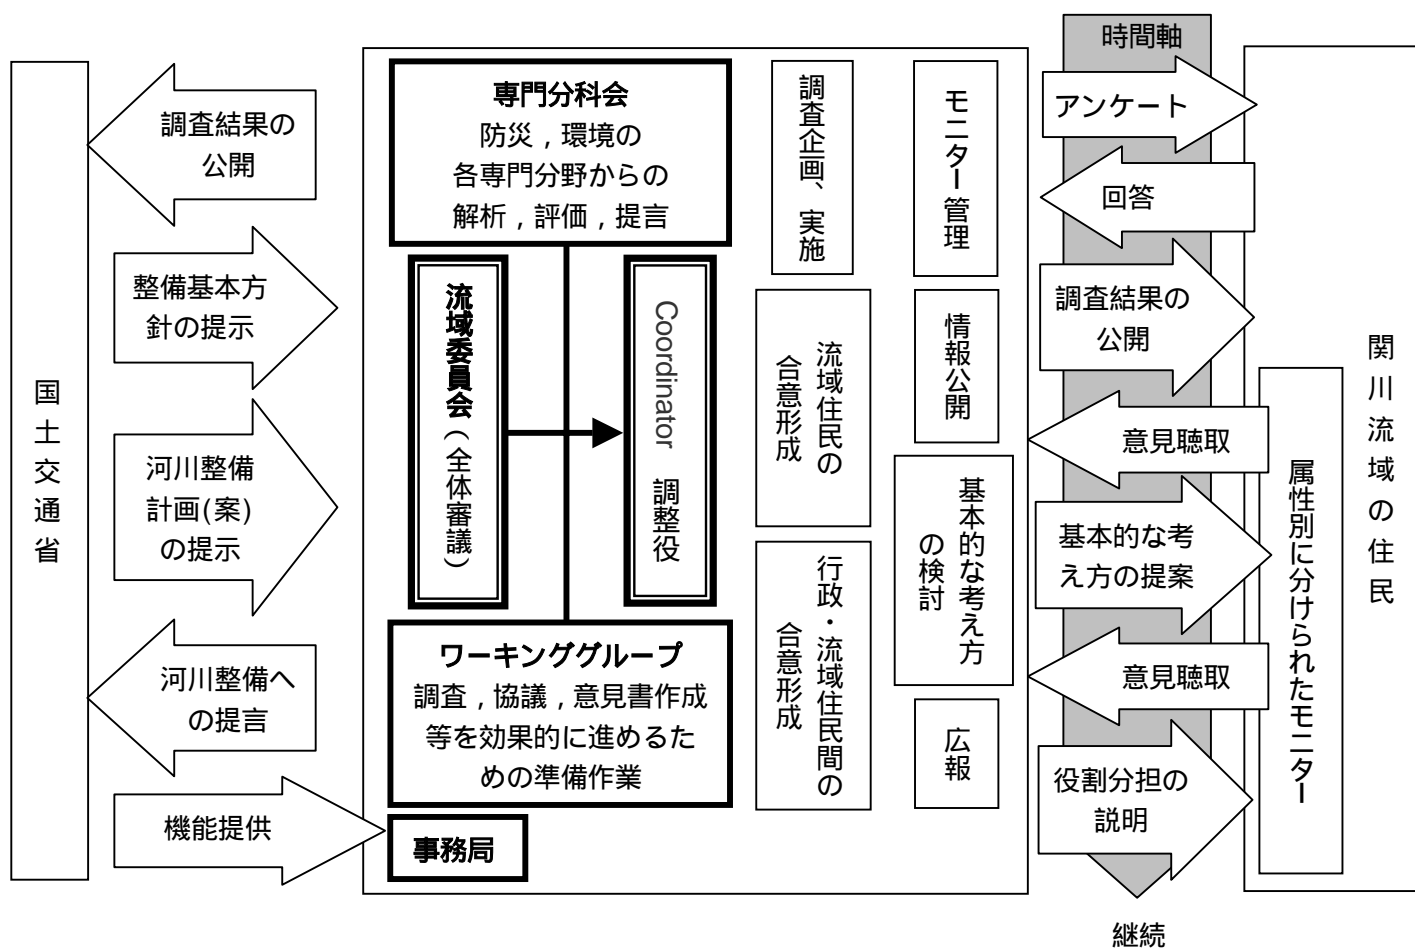 国土交通省
調査結果の
公開
整備基本方
針の提示
河川整備
計画(案)
の提示
河川整備へ
の提言
機能提供
専門分科会
防災，環境の
各専門分野からの
解析，評価，提言
流域委員会(全体審議)
Coordinator 調整役
ワーキンググループ
調査，協議，意見書作成
等を効果的に進めるた
めの準備作業
事務局
調査企画、実施
流域住民の
合意形成
行政・流域住民間の
合意形成
モニター管理
情報公開
基本的な考え方
の検討
広報
時間軸
アンケート
回答
調査結果の
公開
意見聴取
基本的な考
え方の提案
意見聴取
役割分担の
説明
継続
関川流域の住民
属性別に分けられたモニター